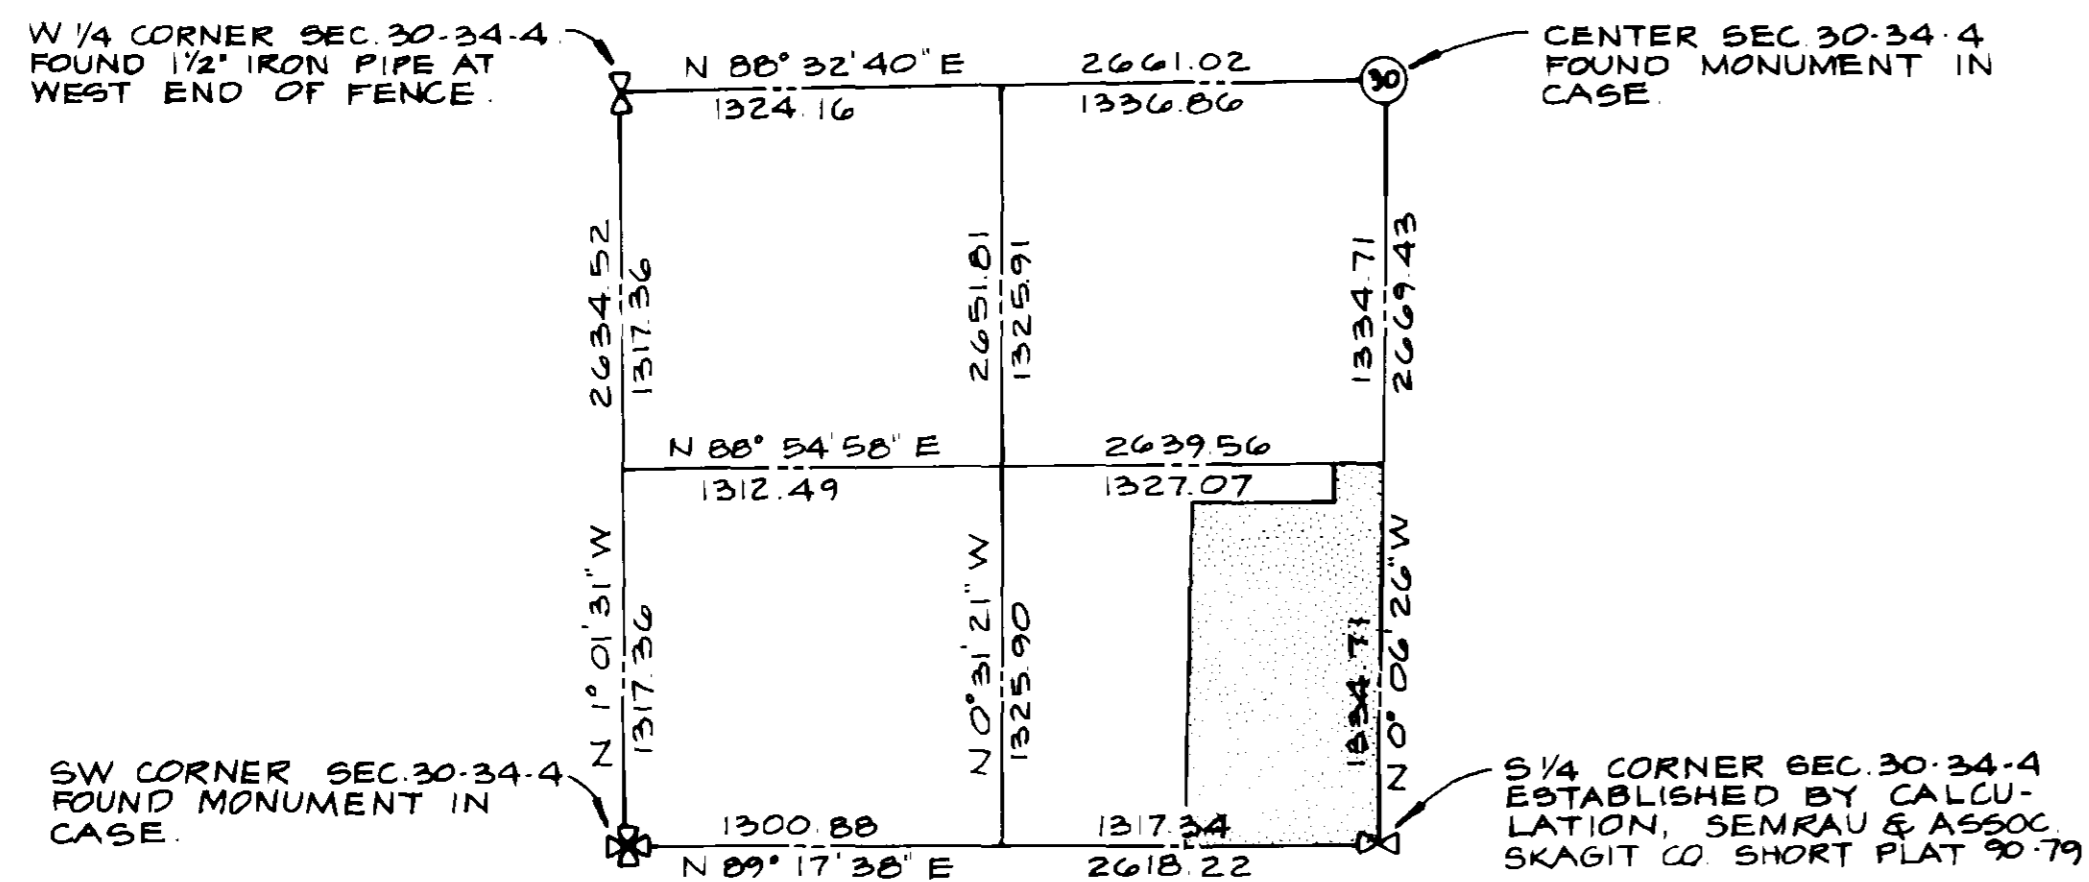 W 1/4 CORNER SEC. 30-34-4
FOUND 1 1/2" IRON PIPE AT
WEST END OF FENCE.
N 88° 32' 40" E
2661.02
1324.16
1336.86
30
CENTER SEC. 30-34-4
FOUND MONUMENT IN
CASE.
2634.52
1317.36
2651.81
1325.91
1334.71
2669.43
N 88° 54' 58" E
2639.56
1312.49
1327.07
N 1° 01' 31" W
1317.36
N 0° 31' 21" W
1325.90
1334.71
N 0° 06' 26" W
SW CORNER SEC. 30-34-4
FOUND MONUMENT IN
CASE.
1300.88
1317.34
N 89° 17' 38" E
2618.22
S 1/4 CORNER SEC. 30-34-4
ESTABLISHED BY CALCU-
LATION, SEMRAU & ASSOC.
SKAGIT CO. SHORT PLAT 90-79